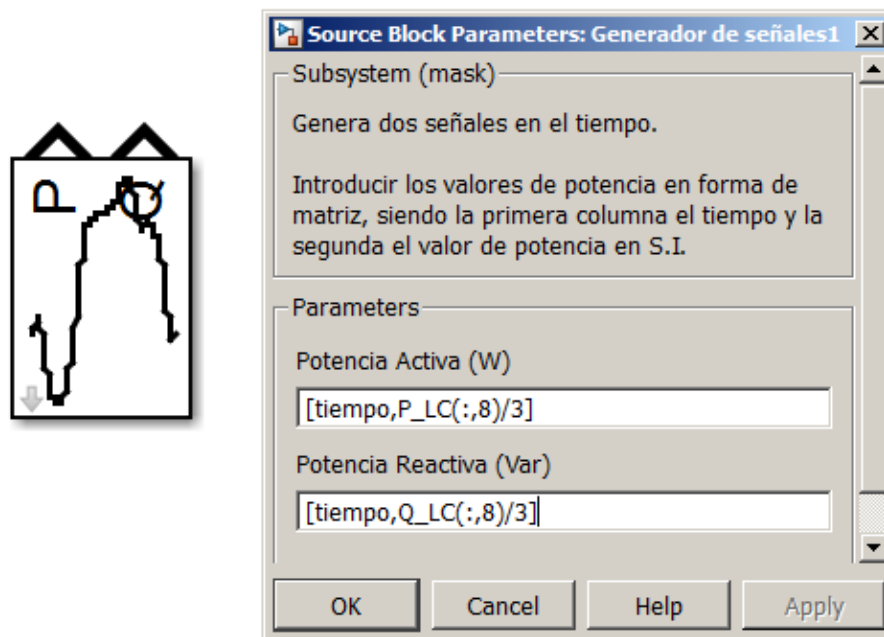 P Q
Source Block Parameters: Generador de señales1
Subsystem (mask)
Genera dos señales en el tiempo.
Introducir los valores de potencia en forma de
matriz, siendo la primera columna el tiempo y la
segunda el valor de potencia en S.I.
Parameters
Potencia Activa (W)
[tiempo,P_LC(:,8)/3]
Potencia Reactiva (Var)
[tiempo,Q_LC(:,8)/3]
OK Cancel Help Apply